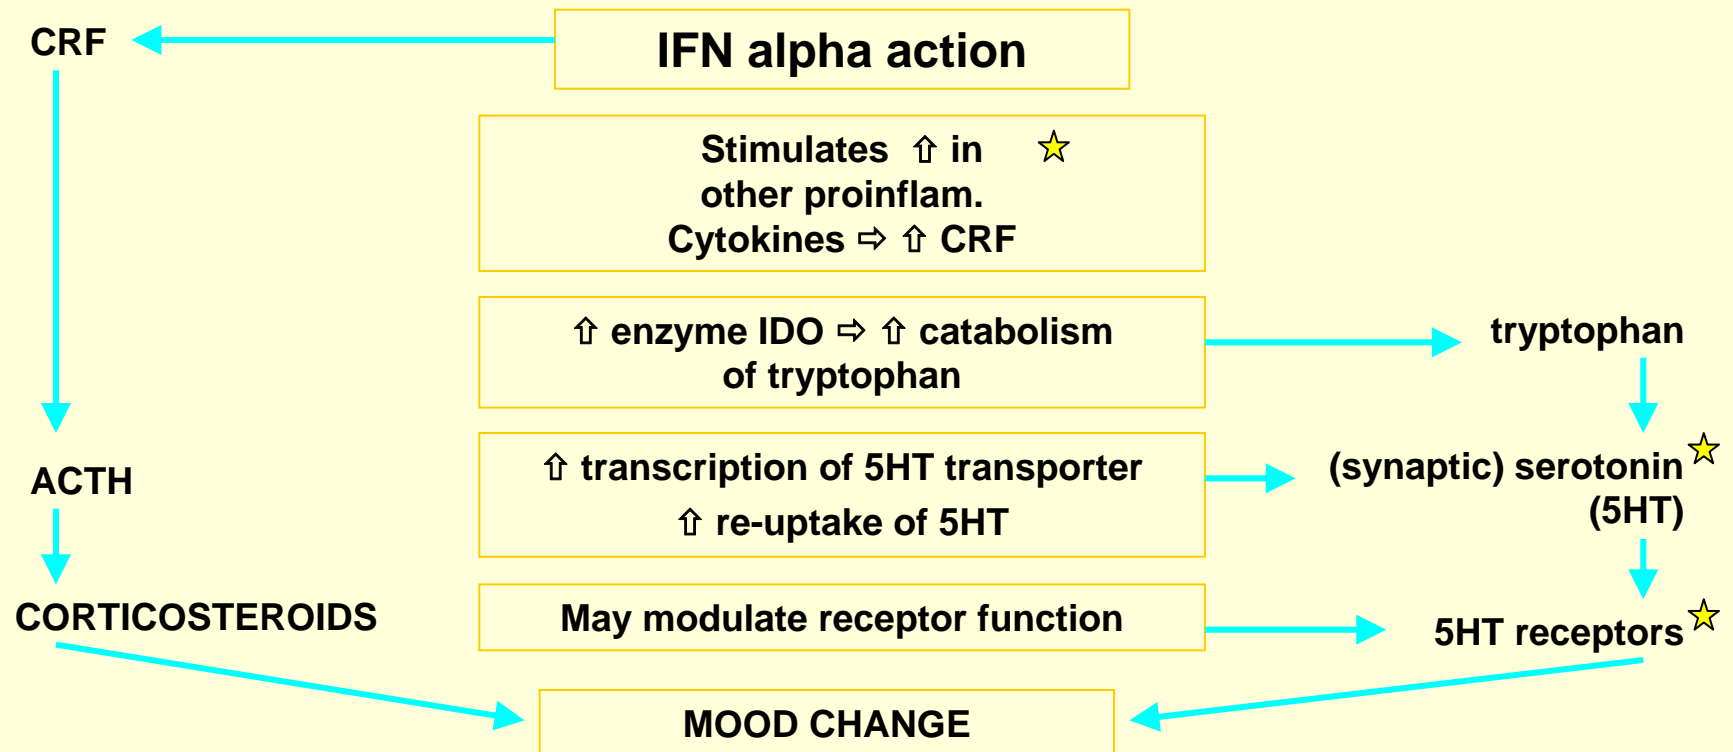 CRF
IFN alpha action
Stimulates ⇧ in
other proinflam.
Cytokines ⇨ ⇧ CRF
⇧ enzyme IDO ⇨ ⇧ catabolism
of tryptophan
tryptophan
ACTH
⇧ transcription of 5HT transporter
⇧ re-uptake of 5HT
(synaptic) serotonin
(5HT)
CORTICOSTEROIDS
May modulate receptor function
5HT receptors
MOOD CHANGE